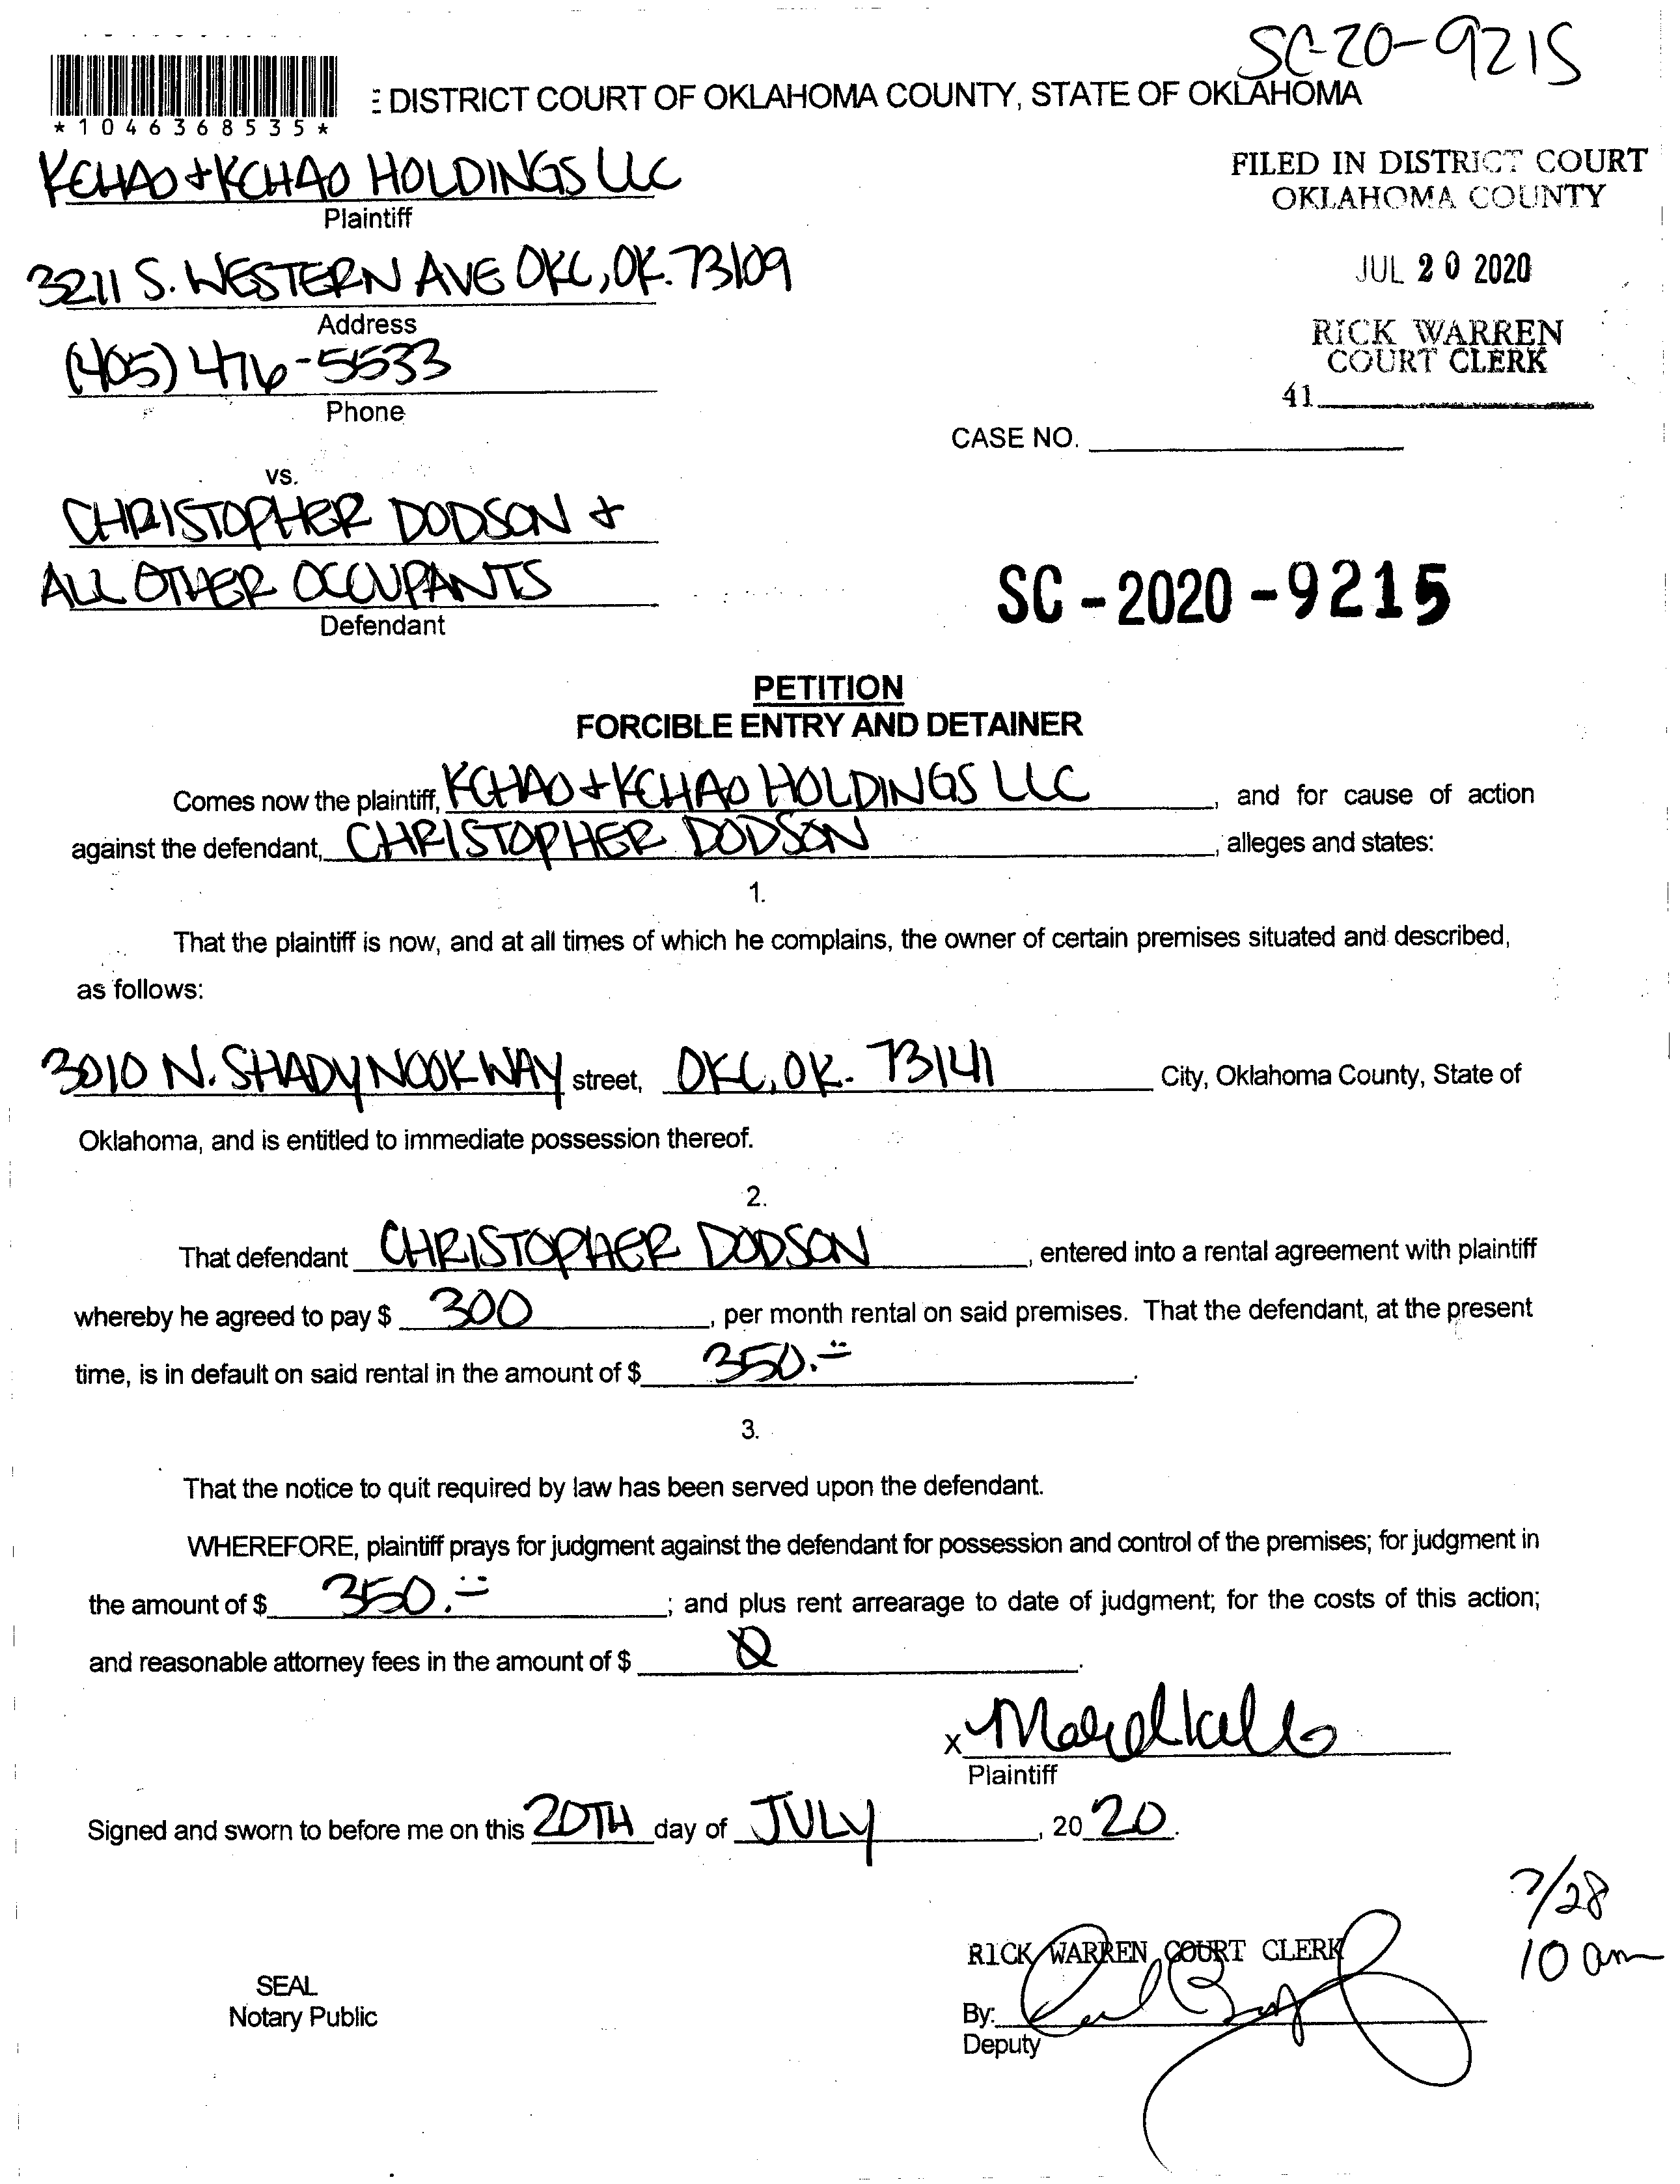 SC-20-9215
*1046368535*
E DISTRICT COURT OF OKLAHOMA COUNTY, STATE OF OKLAHOMA
KCHAO + KCHAO HOLDINGS LLC
Plaintiff
FILED IN DISTRICT COURT
OKLAHOMA COUNTY
3211 S. WESTERN AVE OKC, OK. 73109
Address
JUL 20 2020
(405) 476-5533
Phone
RICK WARREN
COURT CLERK
41
CASE NO.
vs.
CHRISTOPHER DODSON +
ALL OTHER OCCUPANTS
Defendant
SC-2020-9215
PETITION
FORCIBLE ENTRY AND DETAINER
Comes now the plaintiff, KCHAO + KCHAO HOLDINGS LLC, and for cause of action
against the defendant, CHRISTOPHER DODSON, alleges and states:
1.
That the plaintiff is now, and at all times of which he complains, the owner of certain premises situated and described,
as follows:
3010 N. SHADYNOOK WAY street, OKC, OK. 73141 City, Oklahoma County, State of
Oklahoma, and is entitled to immediate possession thereof.
2.
That defendant CHRISTOPHER DODSON, entered into a rental agreement with plaintiff
whereby he agreed to pay $ 300, per month rental on said premises. That the defendant, at the present
time, is in default on said rental in the amount of $ 350.--.
3.
That the notice to quit required by law has been served upon the defendant.
WHEREFORE, plaintiff prays for judgment against the defendant for possession and control of the premises; for judgment in
the amount of $ 350.--; and plus rent arrearage to date of judgment; for the costs of this action;
and reasonable attorney fees in the amount of $ 0.
X
Plaintiff
Signed and sworn to before me on this 20TH day of JULY, 2020.
7/28
10 am
RICK WARREN COURT CLERK
SEAL
Notary Public
By:
Deputy